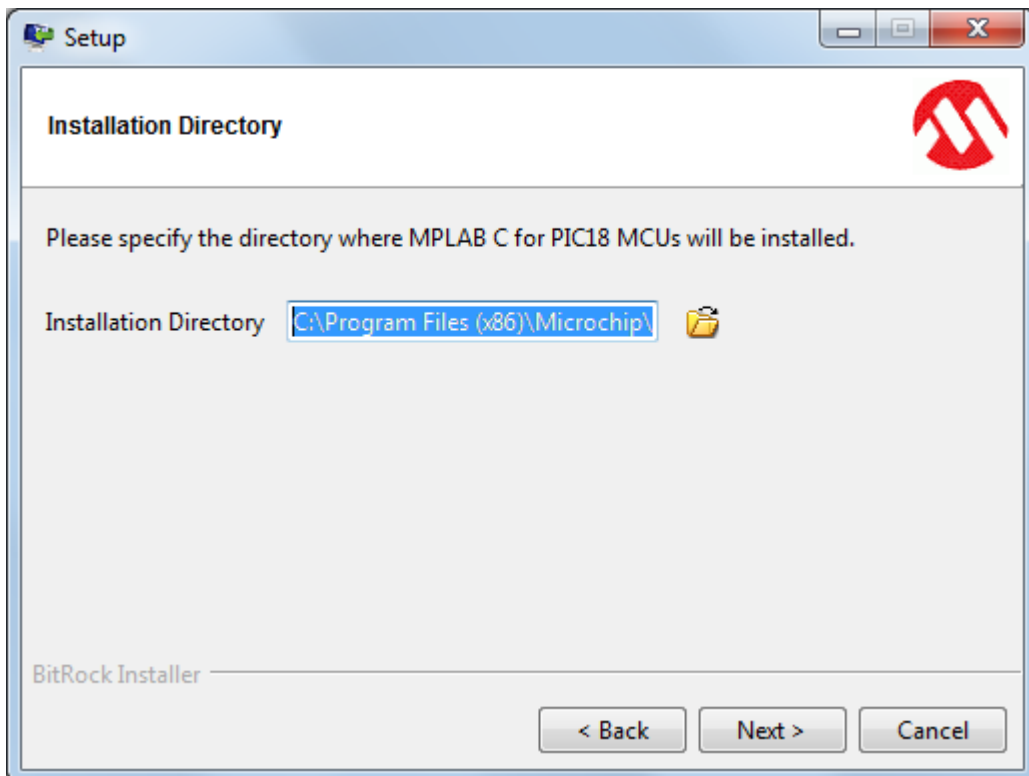 Setup
Installation Directory
Please specify the directory where MPLAB C for PIC18 MCUs will be installed.
Installation Directory C:\Program Files (x86)\Microchip\
BitRock Installer
< Back Next > Cancel